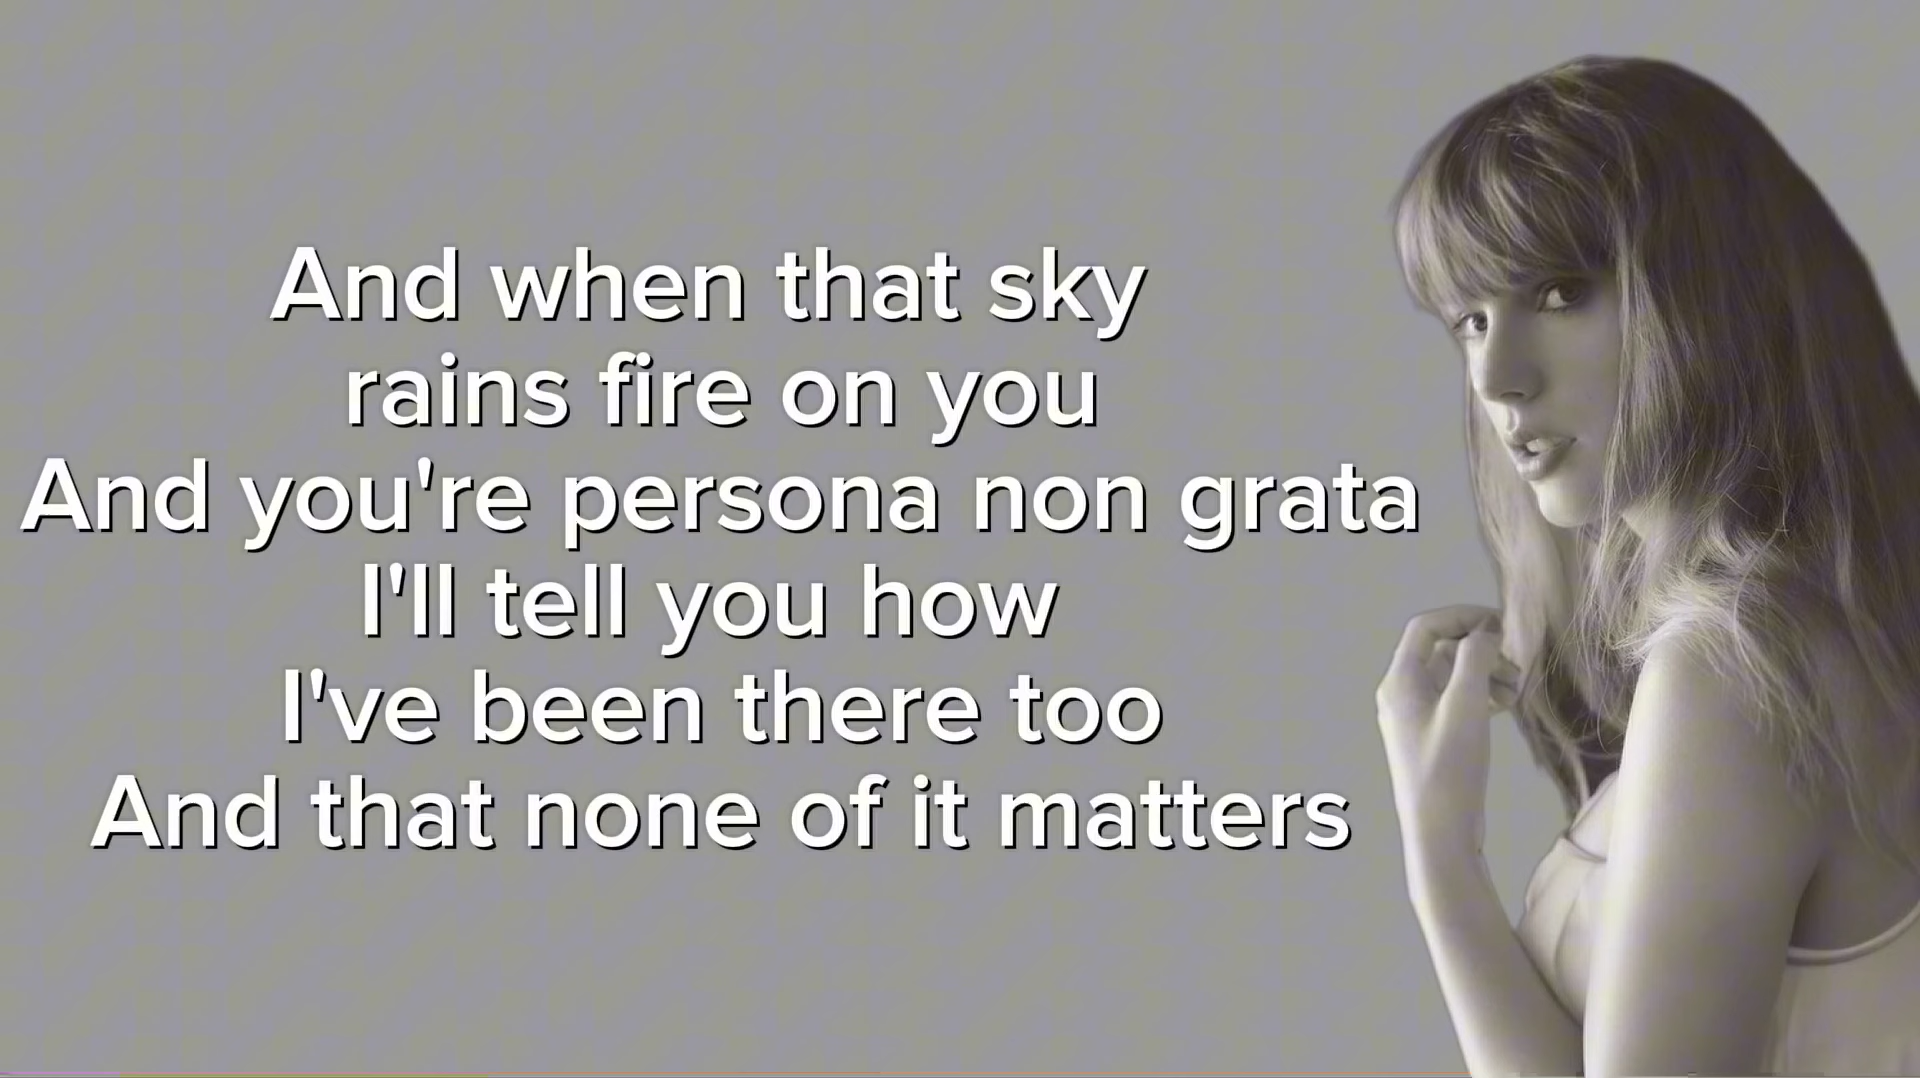 And when that sky
rains fire on you
And you're persona non grata
I'll tell you how
I've been there too
And that none of it matters